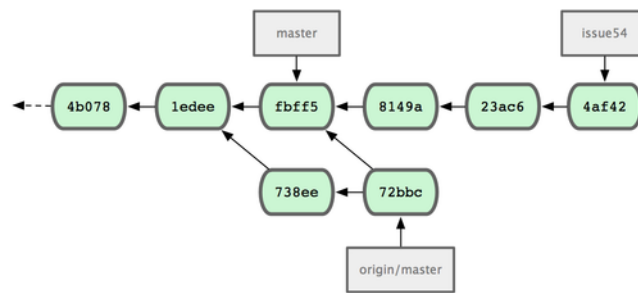 master
issue54
4b078
1edee
fbff5
8149a
23ac6
4af42
738ee
72bbc
origin/master